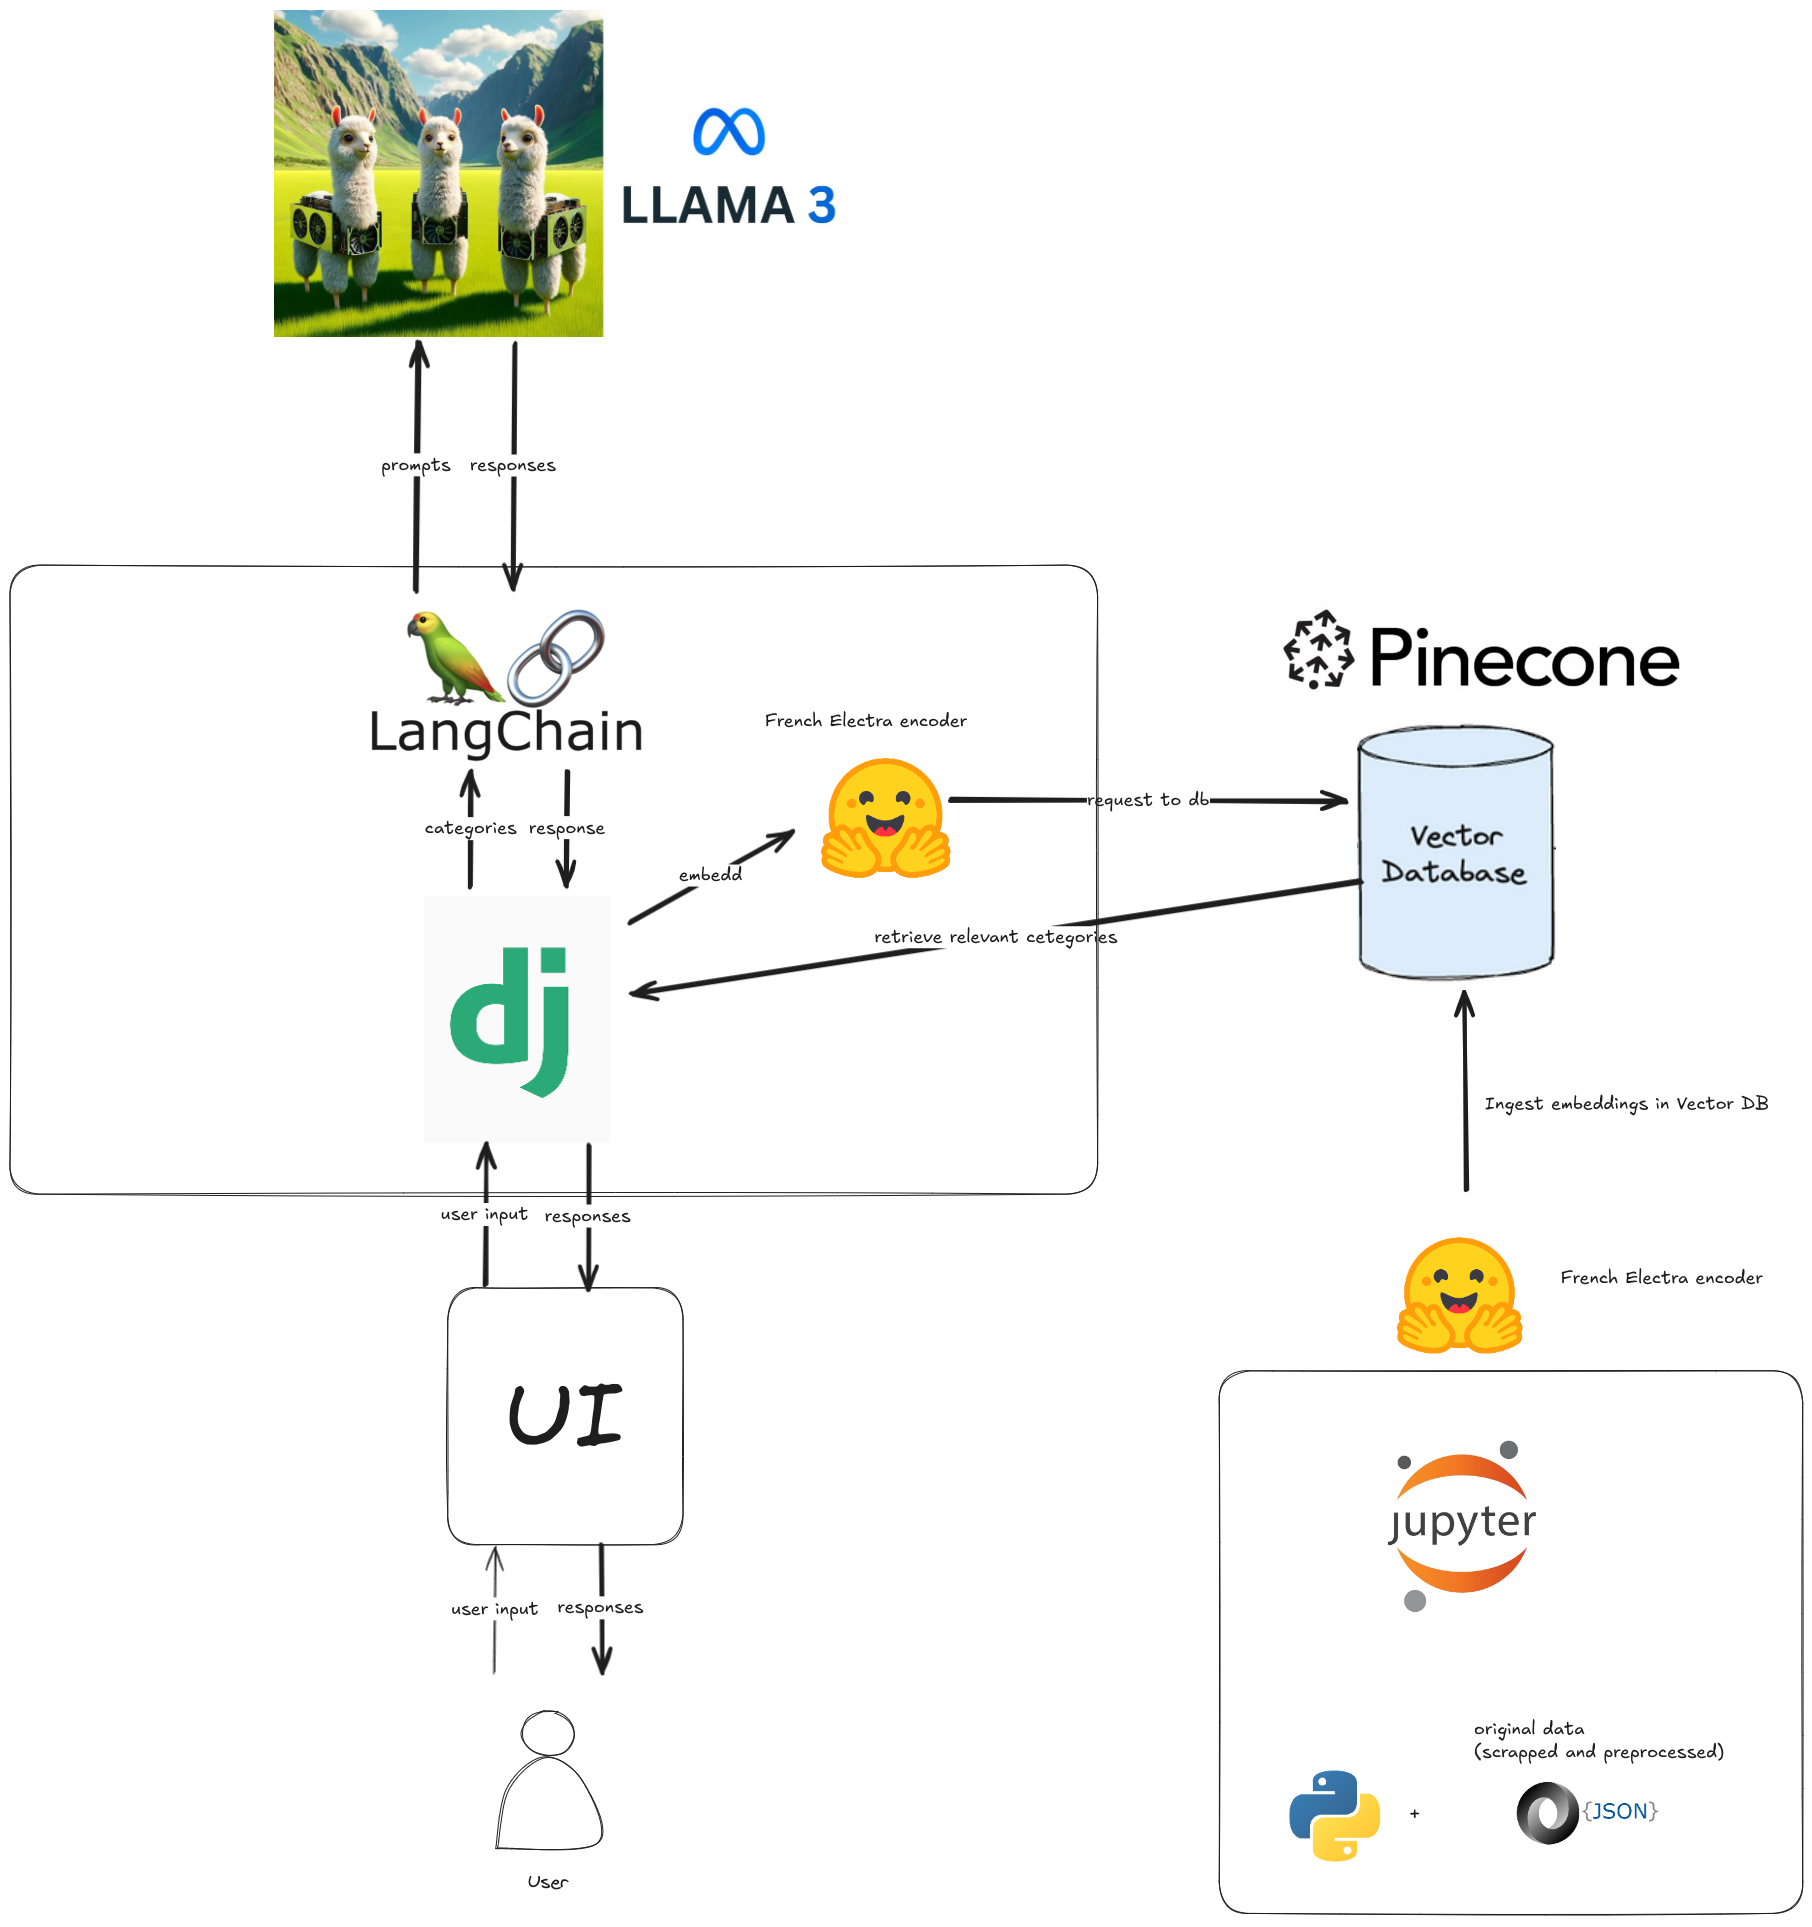 LLAMA 3
prompts
responses
LangChain
French Electra encoder
Pinecone
categories
response
embedd
request to db
Vector
Database
retrieve relevant cetegories
dj
Ingest embeddings in Vector DB
user input
responses
French Electra encoder
UI
jupyter
user input
responses
original data
(scrapped and preprocessed)
+
{JSON}
User